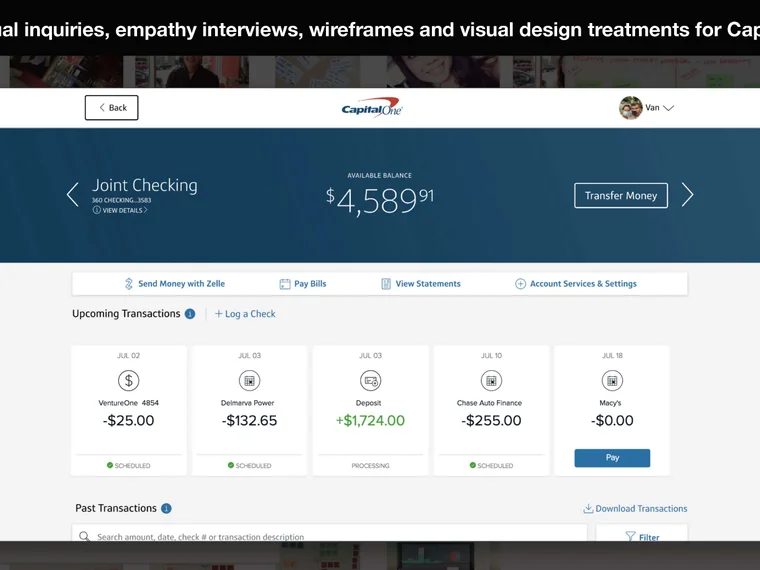 inquiries, empathy interviews, wireframes and visual design treatments for
Back
Capital One
Van
Joint Checking
360 CHECKING...3583
VIEW DETAILS
AVAILABLE BALANCE
$4,589.91
Transfer Money
Send Money with Zelle
Pay Bills
View Statements
Account Services & Settings
Upcoming Transactions
+ Log a Check
JUL 02
VentureOne 4854
-$25.00
SCHEDULED
JUL 03
Delmarva Power
-$132.65
SCHEDULED
JUL 03
Deposit
+$1,724.00
PROCESSING
JUL 10
Chase Auto Finance
-$255.00
SCHEDULED
JUL 18
Macy's
-$0.00
Pay
Past Transactions
Download Transactions
Search amount, date, check # or transaction description
Filter